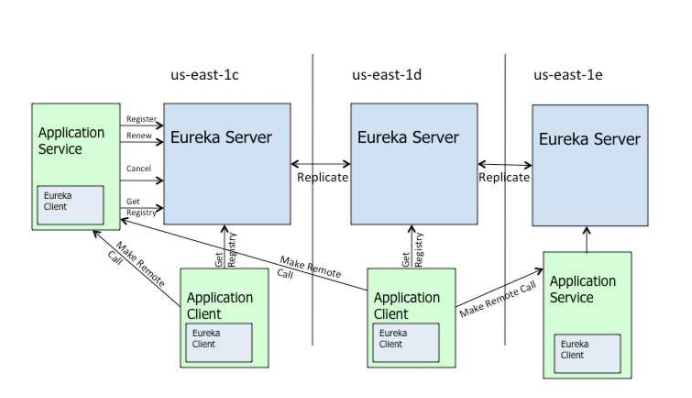 us-east-1c
us-east-1d
us-east-1e
Application
Service
Eureka
Client
Register
Renew
Cancel
Get
Registry
Eureka Server
Replicate
Eureka Server
Replicate
Eureka Server
Make Remote
Call
Get
Registry
Make Remote
Call
Get
Registry
Make Remote Call
Application
Client
Eureka
Client
Application
Client
Eureka
Client
Application
Service
Eureka
Client